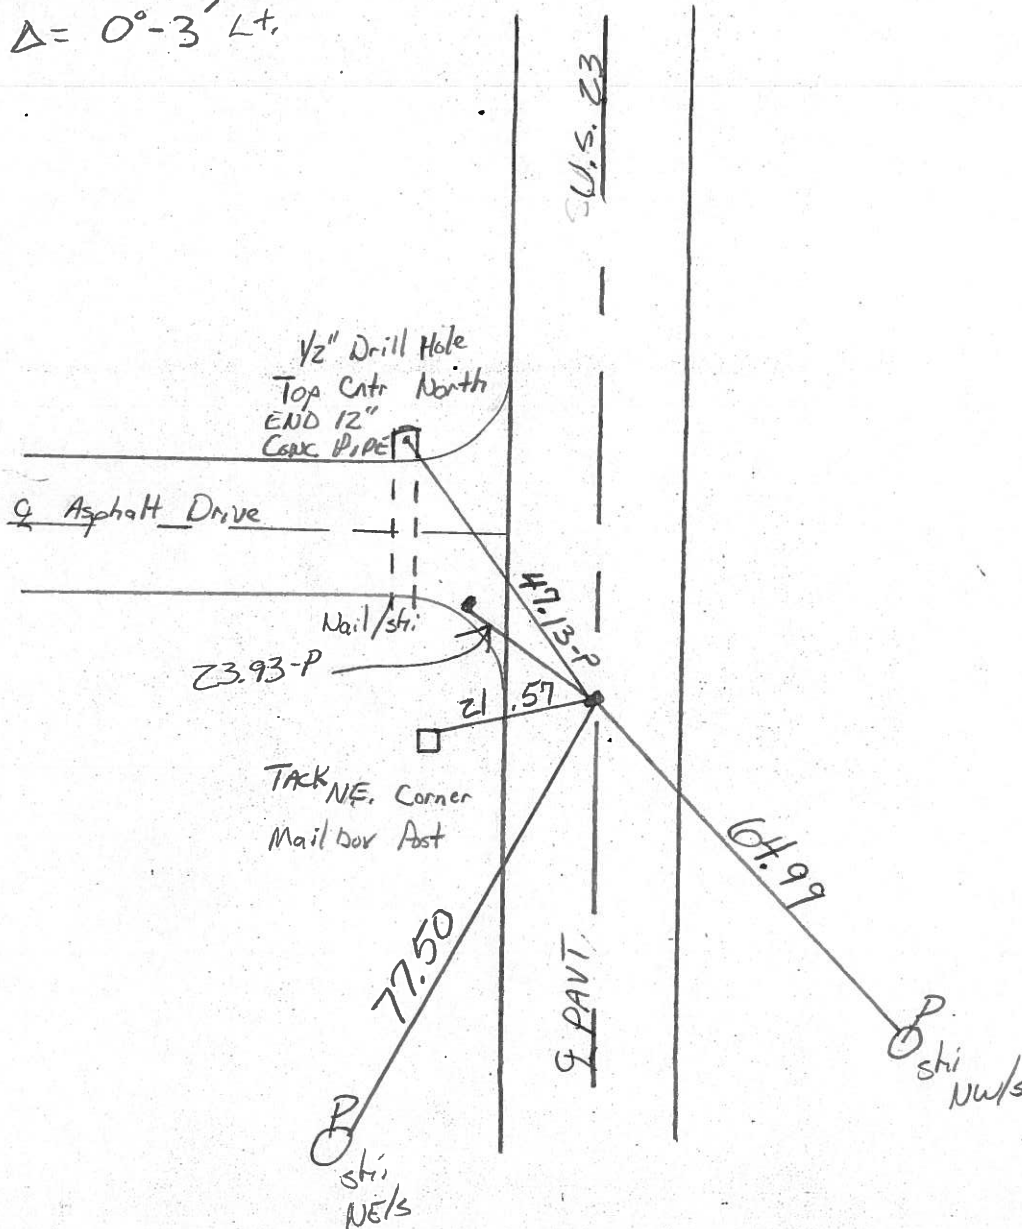 Δ = 0°-3' Lt.
U.S. 23
1/2" Drill Hole
Top Cntr North
END 12"
CONC PIPE
℄ Asphalt Drive
47.13-P
Nail/shi
23.93-P
21.57
TACK NE. Corner
Mailbox Post
64.99
77.50
℄ PAVT.
P
shi
NW/s
P
shi
NE/s